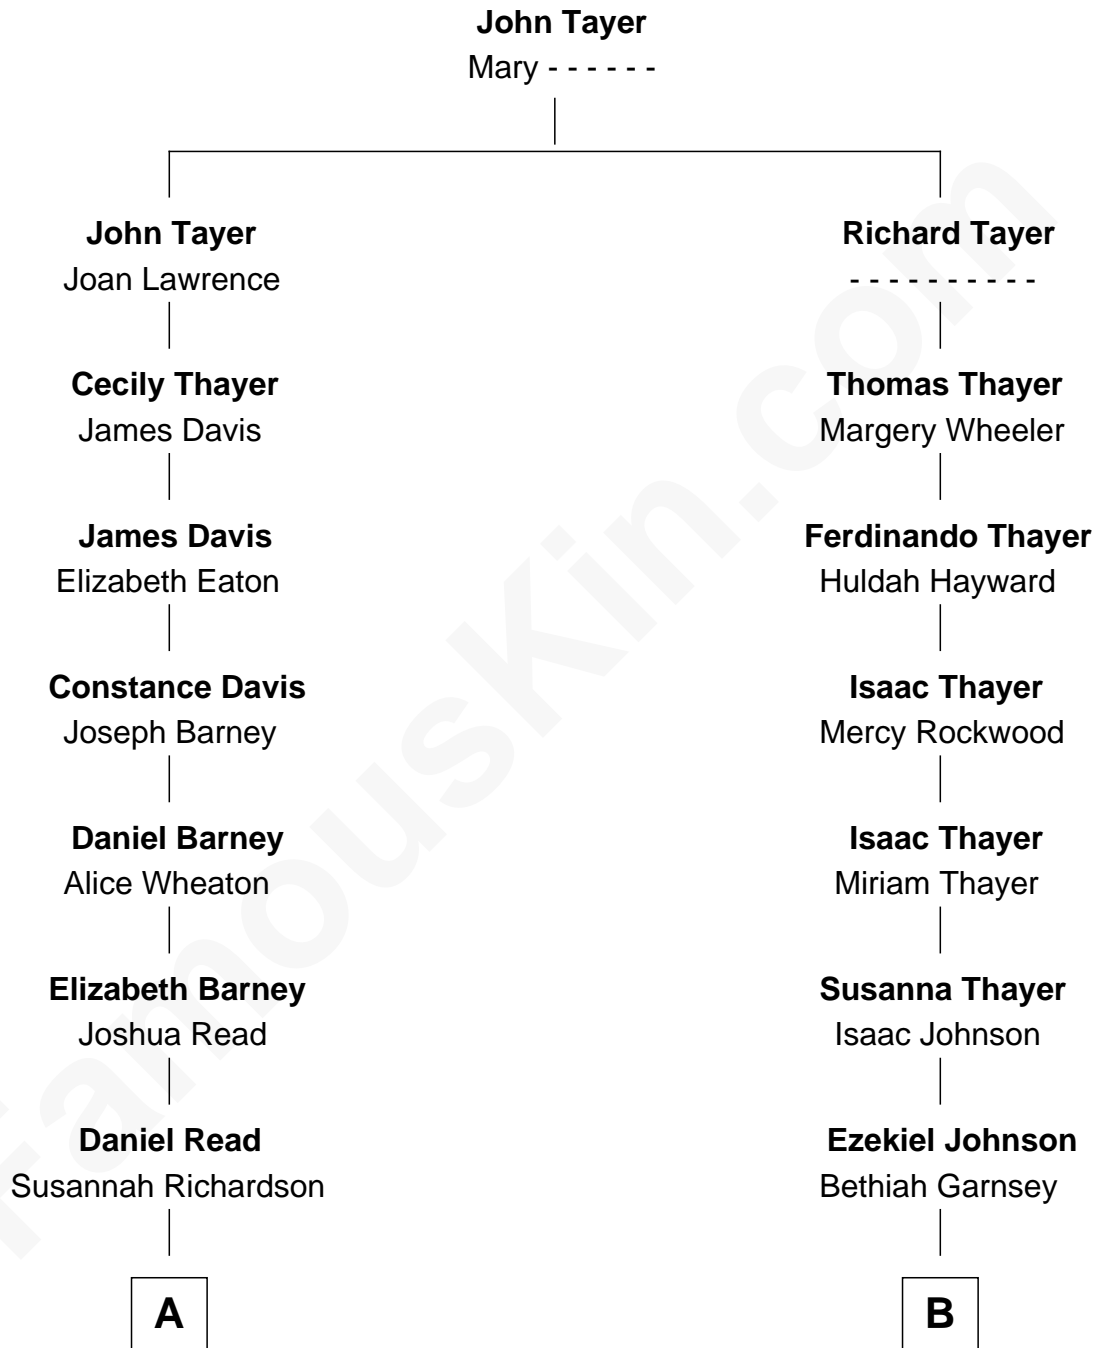 John Tayer
Mary - - - - - -
John Tayer
Joan Lawrence
Cecily Thayer
James Davis
James Davis
Elizabeth Eaton
Constance Davis
Joseph Barney
Daniel Barney
Alice Wheaton
Elizabeth Barney
Joshua Read
Daniel Read
Susannah Richardson
A
Richard Tayer
- - - - - - - - - -
Thomas Thayer
Margery Wheeler
Ferdinando Thayer
Huldah Hayward
Isaac Thayer
Mercy Rockwood
Isaac Thayer
Miriam Thayer
Susanna Thayer
Isaac Johnson
Ezekiel Johnson
Bethiah Garnsey
B
FamousKin.com